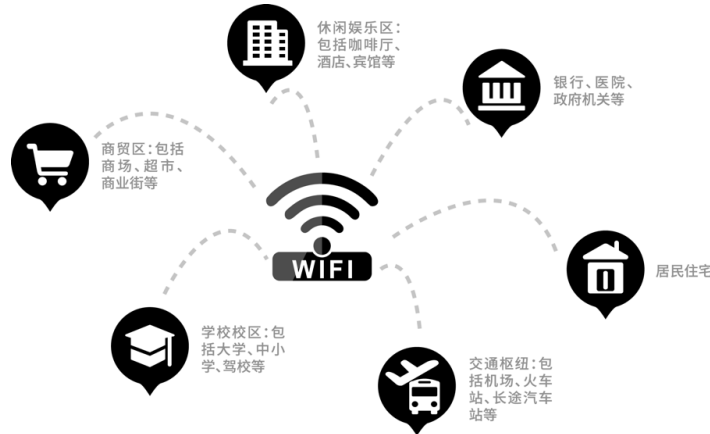 休闲娱乐区：
包括咖啡厅、
酒店、宾馆等
银行、医院、
政府机关等
商贸区：包括
商场、超市、
商业街等
WIFI
居民住宅
学校校区：包
括大学、中小
学、驾校等
交通枢纽：包
括机场、火车
站、长途汽车
站等